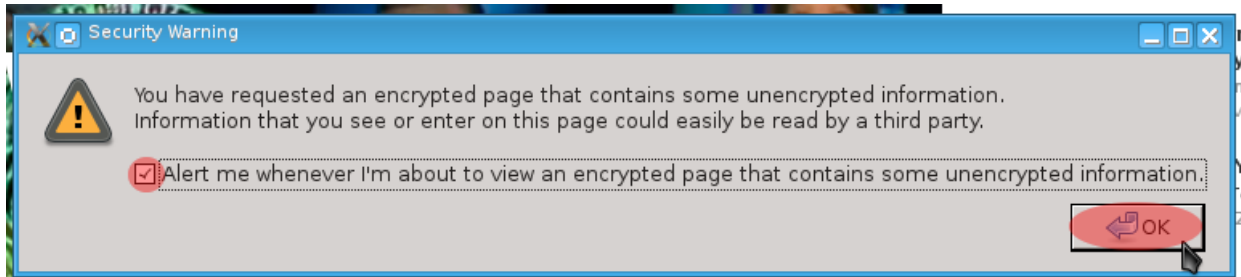 Security Warning
You have requested an encrypted page that contains some unencrypted information.
Information that you see or enter on this page could easily be read by a third party.
Alert me whenever I'm about to view an encrypted page that contains some unencrypted information.
OK